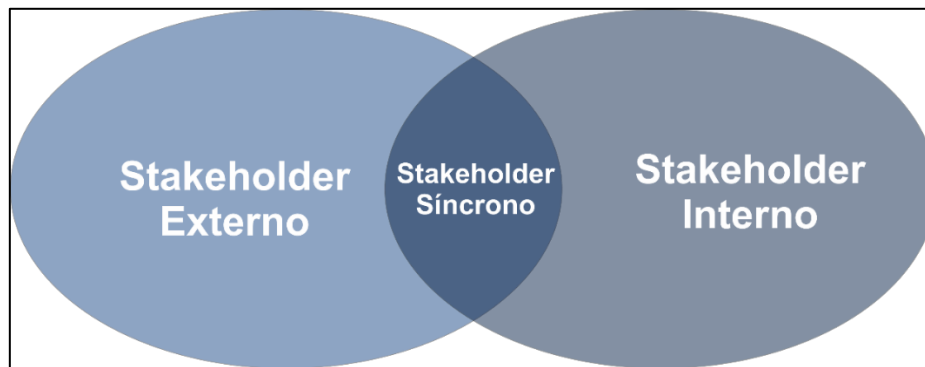 Stakeholder
Externo
Stakeholder
Síncrono
Stakeholder
Interno